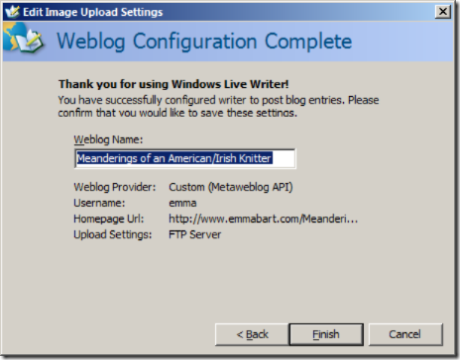 Edit Image Upload Settings
Weblog Configuration Complete
Thank you for using Windows Live Writer!
You have successfully configured writer to post blog entries. Please
confirm that you would like to save these settings.
Weblog Name:
Meanderings of an American/Irish Knitter
Weblog Provider: Custom (Metaweblog API)
Username: emma
Homepage Url: http://www.emmabart.com/Meanderi...
Upload Settings: FTP Server
< Back Finish Cancel